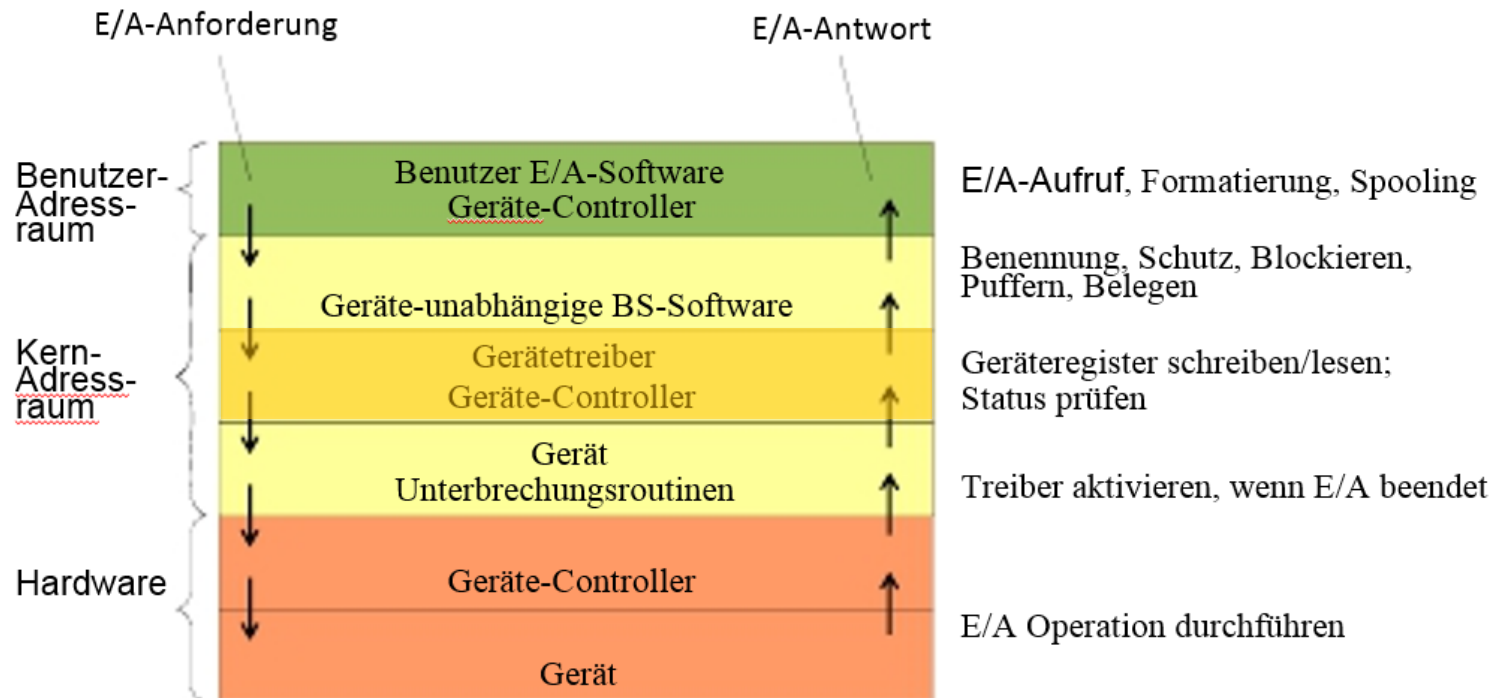 E/A-Anforderung
E/A-Antwort
Benutzer-
Adress-
raum
Benutzer E/A-Software
Geräte-Controller
E/A-Aufruf, Formatierung, Spooling
Kern-
Adress-
raum
Geräte-unabhängige BS-Software
Benennung, Schutz, Blockieren,
Puffern, Belegen
Gerätetreiber
Geräte-Controller
Geräteregister schreiben/lesen;
Status prüfen
Gerät
Unterbrechungsroutinen
Treiber aktivieren, wenn E/A beendet
Hardware
Geräte-Controller
Gerät
E/A Operation durchführen